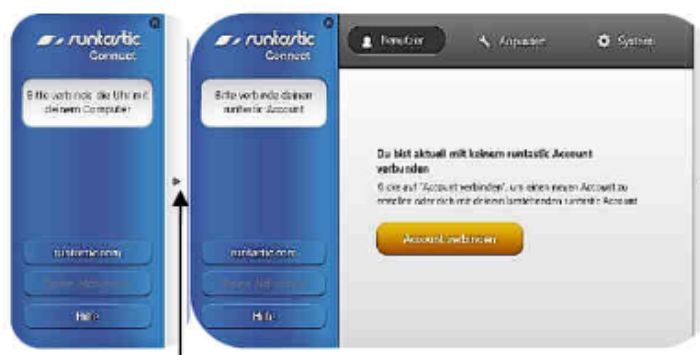 runtastic
Connect
Bitte verbinde die Uhr mit
deinem Computer
runtastic.com
Hilfe
runtastic
Connect
Bitte verbinde deinen
runtastic Account
runtastic.com
Hilfe
Benutzer
Anpassen
System
Du bist aktuell mit keinem runtastic Account
verbunden
Klicke auf "Account verbinden", um einen neuen Account zu
erstellen oder dich mit deinem bestehenden runtastic Account
Account verbinden